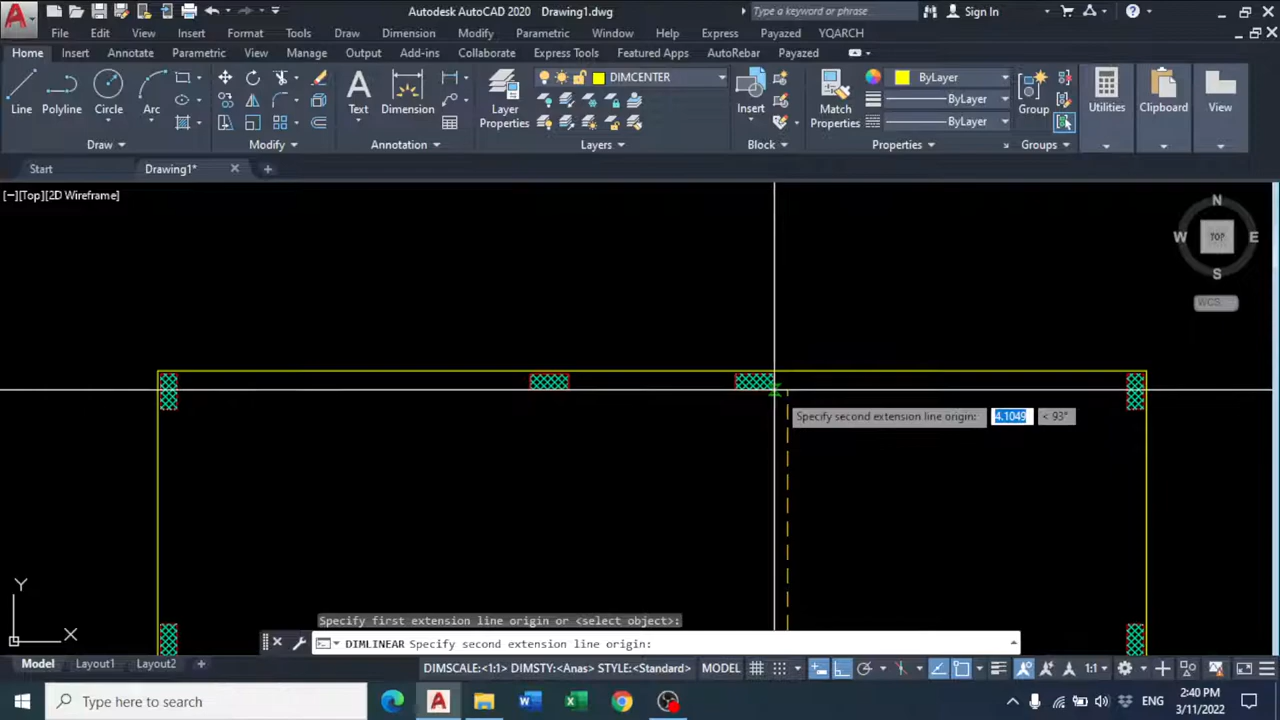 Autodesk AutoCAD 2020 Drawing1.dwg
Type a keyword or phrase
Sign In
File Edit View Insert Format Tools Draw Dimension Modify Parametric Window Help Express Payazed YQARCH
Home Insert Annotate Parametric View Manage Output Add-ins Collaborate Express Tools Featured Apps AutoRebar Payazed
Line
Polyline
Circle
Arc
Text
Dimension
Layer
Properties
DIMCENTER
Insert
Match
Properties
ByLayer
ByLayer
ByLayer
Group
Utilities
Clipboard
View
Draw
Modify
Annotation
Layers
Block
Properties
Groups
Start
Drawing1*
[−][Top][2D Wireframe]
N
W
TOP
E
S
WCS
Specify second extension line origin: 4.1049 < 93°
Y
X
Specify first extension line origin or <select object>:
DIMLINEAR Specify second extension line origin:
Model Layout1 Layout2
DIMSCALE:<1:1> DIMSTY:<Anas> STYLE:<Standard> MODEL
1:1
Type here to search
ENG
2:40 PM
3/11/2022